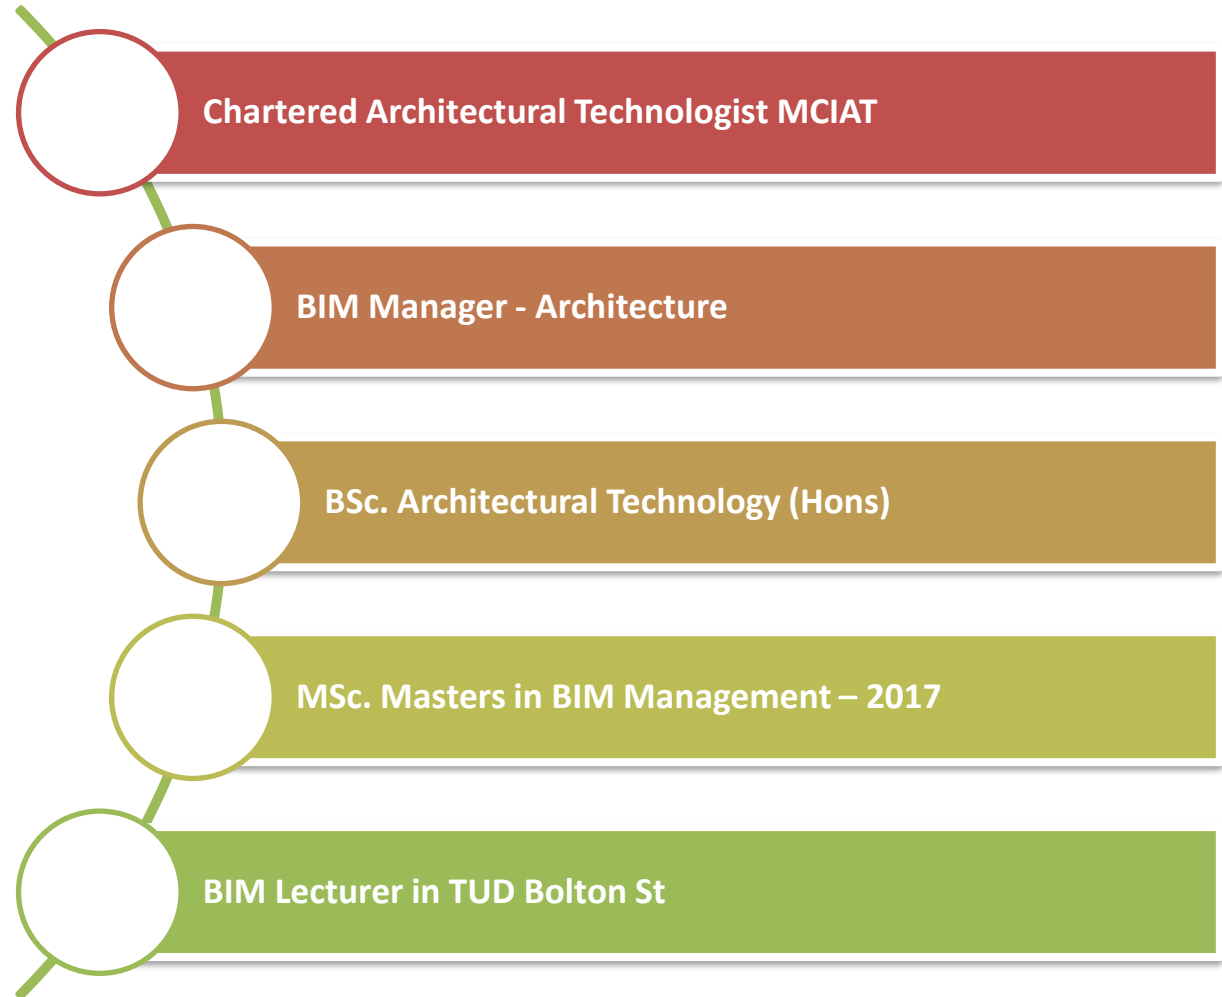 Chartered Architectural Technologist MCIAT
BIM Manager - Architecture
BSc. Architectural Technology (Hons)
MSc. Masters in BIM Management – 2017
BIM Lecturer in TUD Bolton St